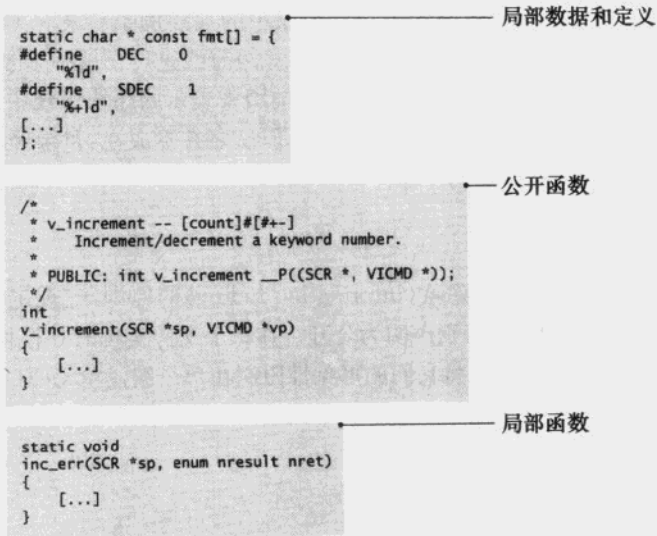 局部数据和定义
static char * const fmt[] = {
#define    DEC    0
    "%ld",
#define    SDEC    1
    "%+ld",
[...]
};
公开函数
/*
 * v_increment -- [count]#[#+-]
 *     Increment/decrement a keyword number.
 *
 * PUBLIC: int v_increment __P((SCR *, VICMD *));
 */
int
v_increment(SCR *sp, VICMD *vp)
{
    [...]
}
局部函数
static void
inc_err(SCR *sp, enum nresult nret)
{
    [...]
}